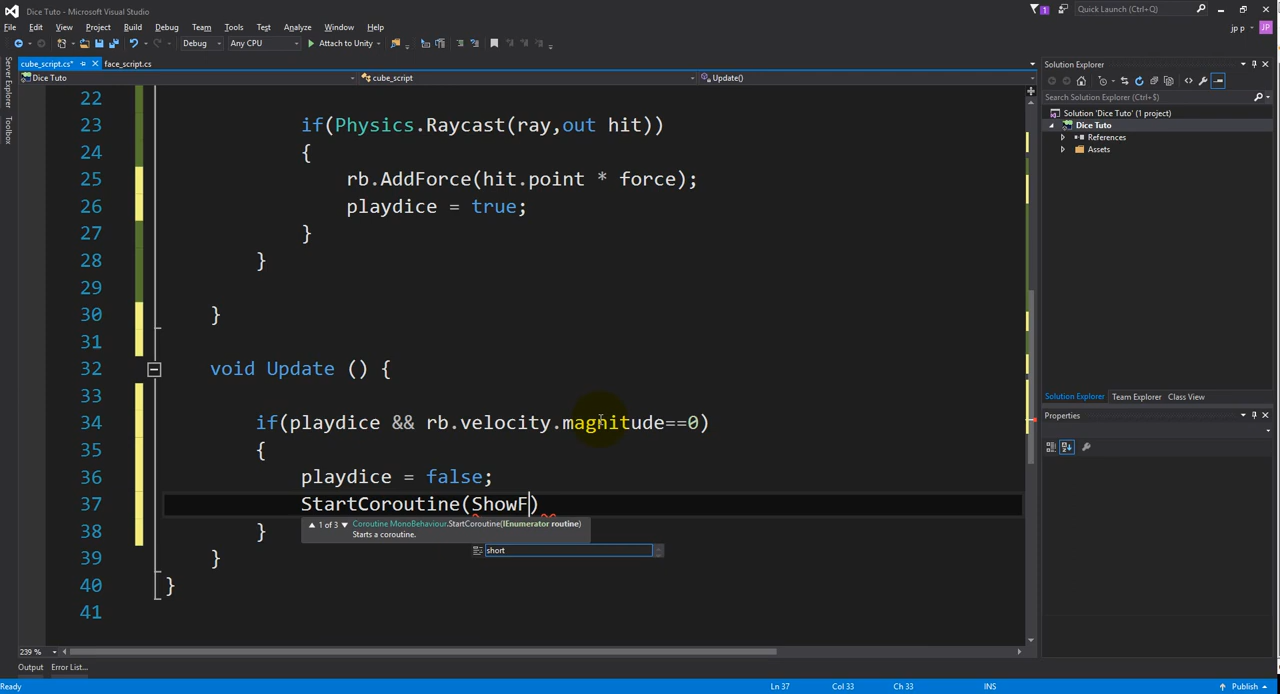 Dice Tuto - Microsoft Visual Studio
1
Quick Launch (Ctrl+Q)
File Edit View Project Build Debug Team Tools Test Analyze Window Help
jp p
JP
Debug Any CPU Attach to Unity
cube_script.cs* face_script.cs
Dice Tuto cube_script Update()
Server Explorer
Toolbox
22
23 if(Physics.Raycast(ray,out hit))
24 {
25 rb.AddForce(hit.point * force);
26 playdice = true;
27 }
28 }
29
30 }
31
32 void Update () {
33
34 if(playdice && rb.velocity.magnitude==0)
35 {
36 playdice = false;
37 StartCoroutine(ShowF)
1 of 3 Coroutine MonoBehaviour.StartCoroutine(IEnumerator routine)
Starts a coroutine.
short
38 }
39 }
40 }
41
239 %
Solution Explorer
Search Solution Explorer (Ctrl+$)
Solution 'Dice Tuto' (1 project)
Dice Tuto
References
Assets
Solution Explorer Team Explorer Class View
Properties
Output Error List...
Ready Ln 37 Col 33 Ch 33 INS Publish